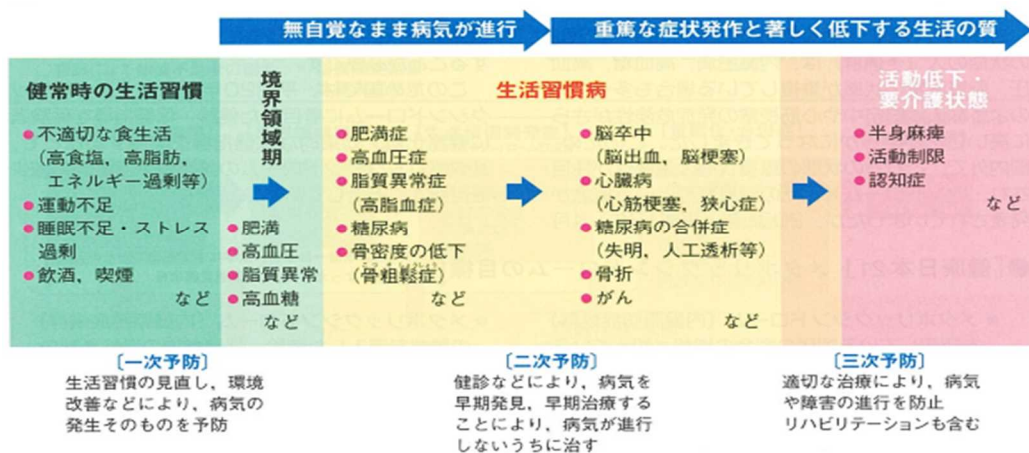 無自覚なまま病気が進行
重篤な症状発作と著しく低下する生活の質
健常時の生活習慣
●不適切な食生活
(高食塩,高脂肪,
エネルギー過剰等)
●運動不足
●睡眠不足・ストレス
過剰
●飲酒,喫煙
など
境界領域期
●肥満
●高血圧
●脂質異常
●高血糖
など
生活習慣病
●肥満症
●高血圧症
●脂質異常症
(高脂血症)
●糖尿病
●骨密度の低下
(骨粗鬆症)
など
●脳卒中
(脳出血,脳梗塞)
●心臓病
(心筋梗塞,狭心症)
●糖尿病の合併症
(失明,人工透析等)
●骨折
●がん
など
活動低下・
要介護状態
●半身麻痺
●活動制限
●認知症
など
〔一次予防〕
生活習慣の見直し,環境
改善などにより,病気の
発生そのものを予防
〔二次予防〕
健診などにより,病気を
早期発見,早期治療する
ことにより,病気が進行
しないうちに治す
〔三次予防〕
適切な治療により,病気
や障害の進行を防止
リハビリテーションも含む